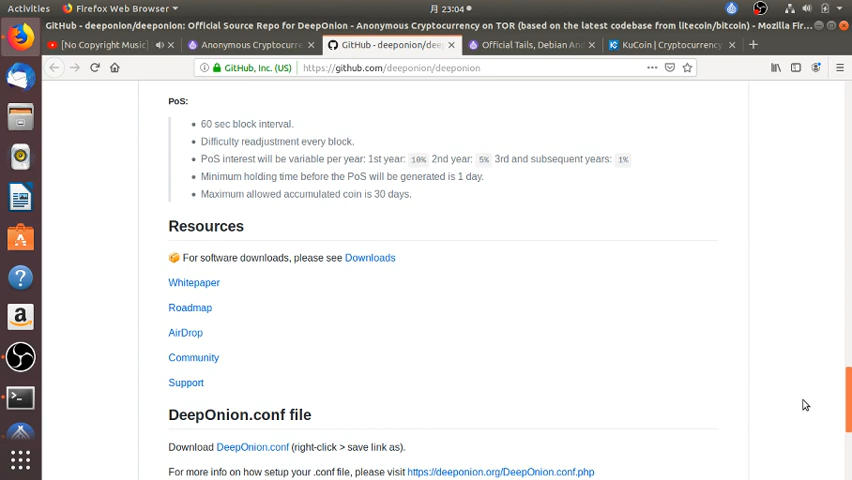 Activities
Firefox Web Browser
月 23:04
GitHub - deeponion/deeponion: Official Source Repo for DeepOnion - Anonymous Cryptocurrency on TOR (based on the latest codebase from litecoin/bitcoin) - Mozilla Fir...
[No Copyright Music]
Anonymous Cryptocurre
GitHub - deeponion/deep
Official Tails, Debian And
KuCoin | Cryptocurrency
GitHub, Inc. (US)
https://github.com/deeponion/deeponion
PoS:
60 sec block interval.
Difficulty readjustment every block.
PoS interest will be variable per year: 1st year: 10% 2nd year: 5% 3rd and subsequent years: 1%
Minimum holding time before the PoS will be generated is 1 day.
Maximum allowed accumulated coin is 30 days.
Resources
For software downloads, please see Downloads
Whitepaper
Roadmap
AirDrop
Community
Support
DeepOnion.conf file
Download DeepOnion.conf (right-click > save link as).
For more info on how setup your .conf file, please visit https://deeponion.org/DeepOnion.conf.php